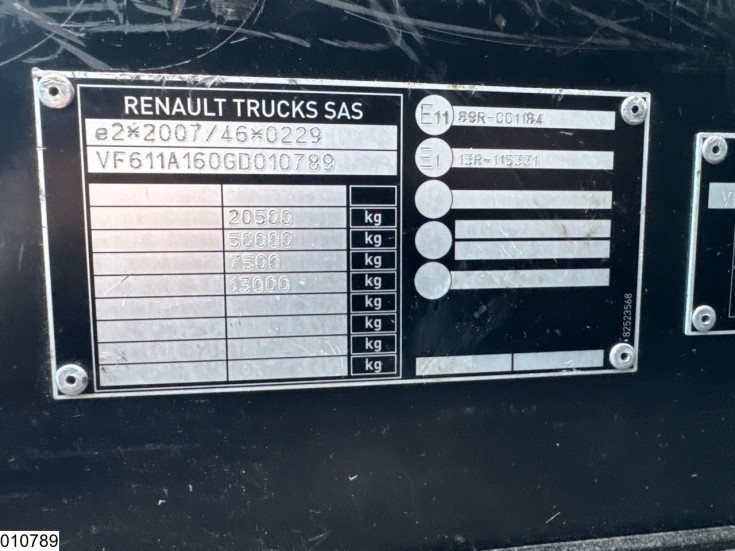 RENAULT TRUCKS SAS
e2*2007/46*0229
VF611A160GD010789
20500 kg
50000 kg
7500 kg
13000 kg
kg
kg
kg
kg
E11 89R-001184
E1 13R-115331
82523568
010789